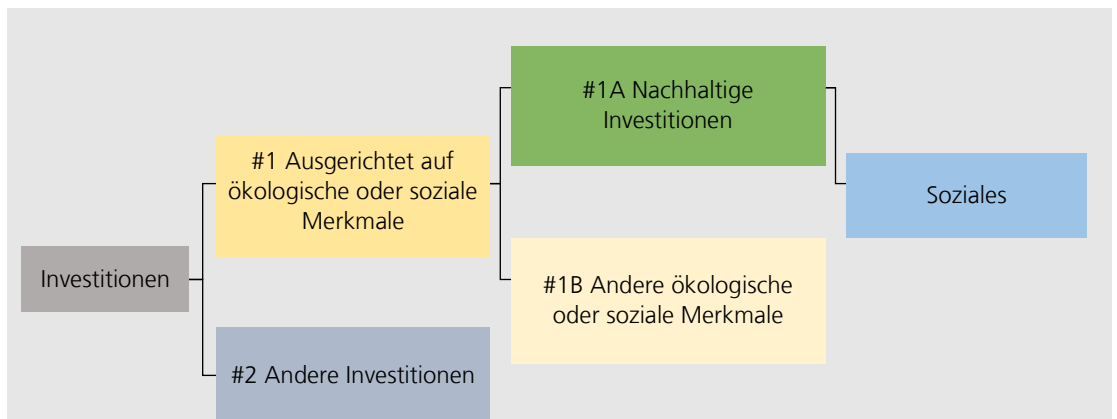 #1A Nachhaltige
Investitionen
#1 Ausgerichtet auf
ökologische oder soziale
Merkmale
Soziales
Investitionen
#1B Andere ökologische
oder soziale Merkmale
#2 Andere Investitionen